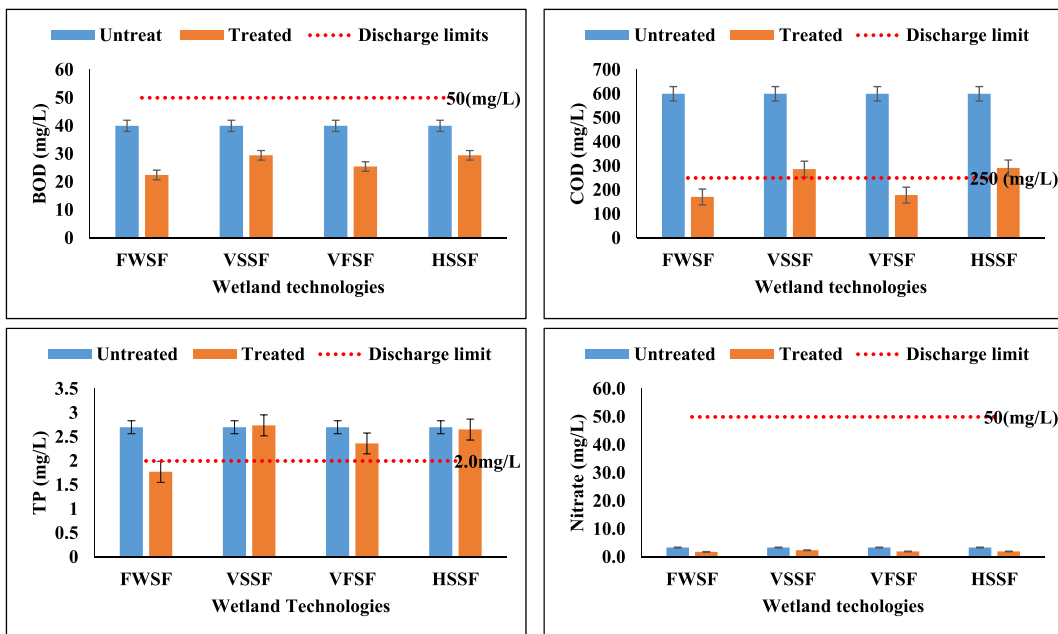 Untreat Treated Discharge limits
60
50
40
30
20
10
0
BOD (mg/L)
50(mg/L)
FWSF VSSF VFSF HSSF
Wetland technologies
Untreated Treated Discharge limit
700
600
500
400
300
200
100
0
COD (mg/L)
250 (mg/L)
FWSF VSSF VFSF HSSF
Wetland technologies
Untreated Treated Discharge limit
3.5
3
2.5
2
1.5
1
0.5
0
TP (mg/L)
2.0mg/L
FWSF VSSF VFSF HSSF
Wetland Technologies
Untreated Treated Discharge limit
60.0
50.0
40.0
30.0
20.0
10.0
0.0
Nitrate (mg/L)
50(mg/L)
FWSF VSSF VFSF HSSF
Wetland techologies